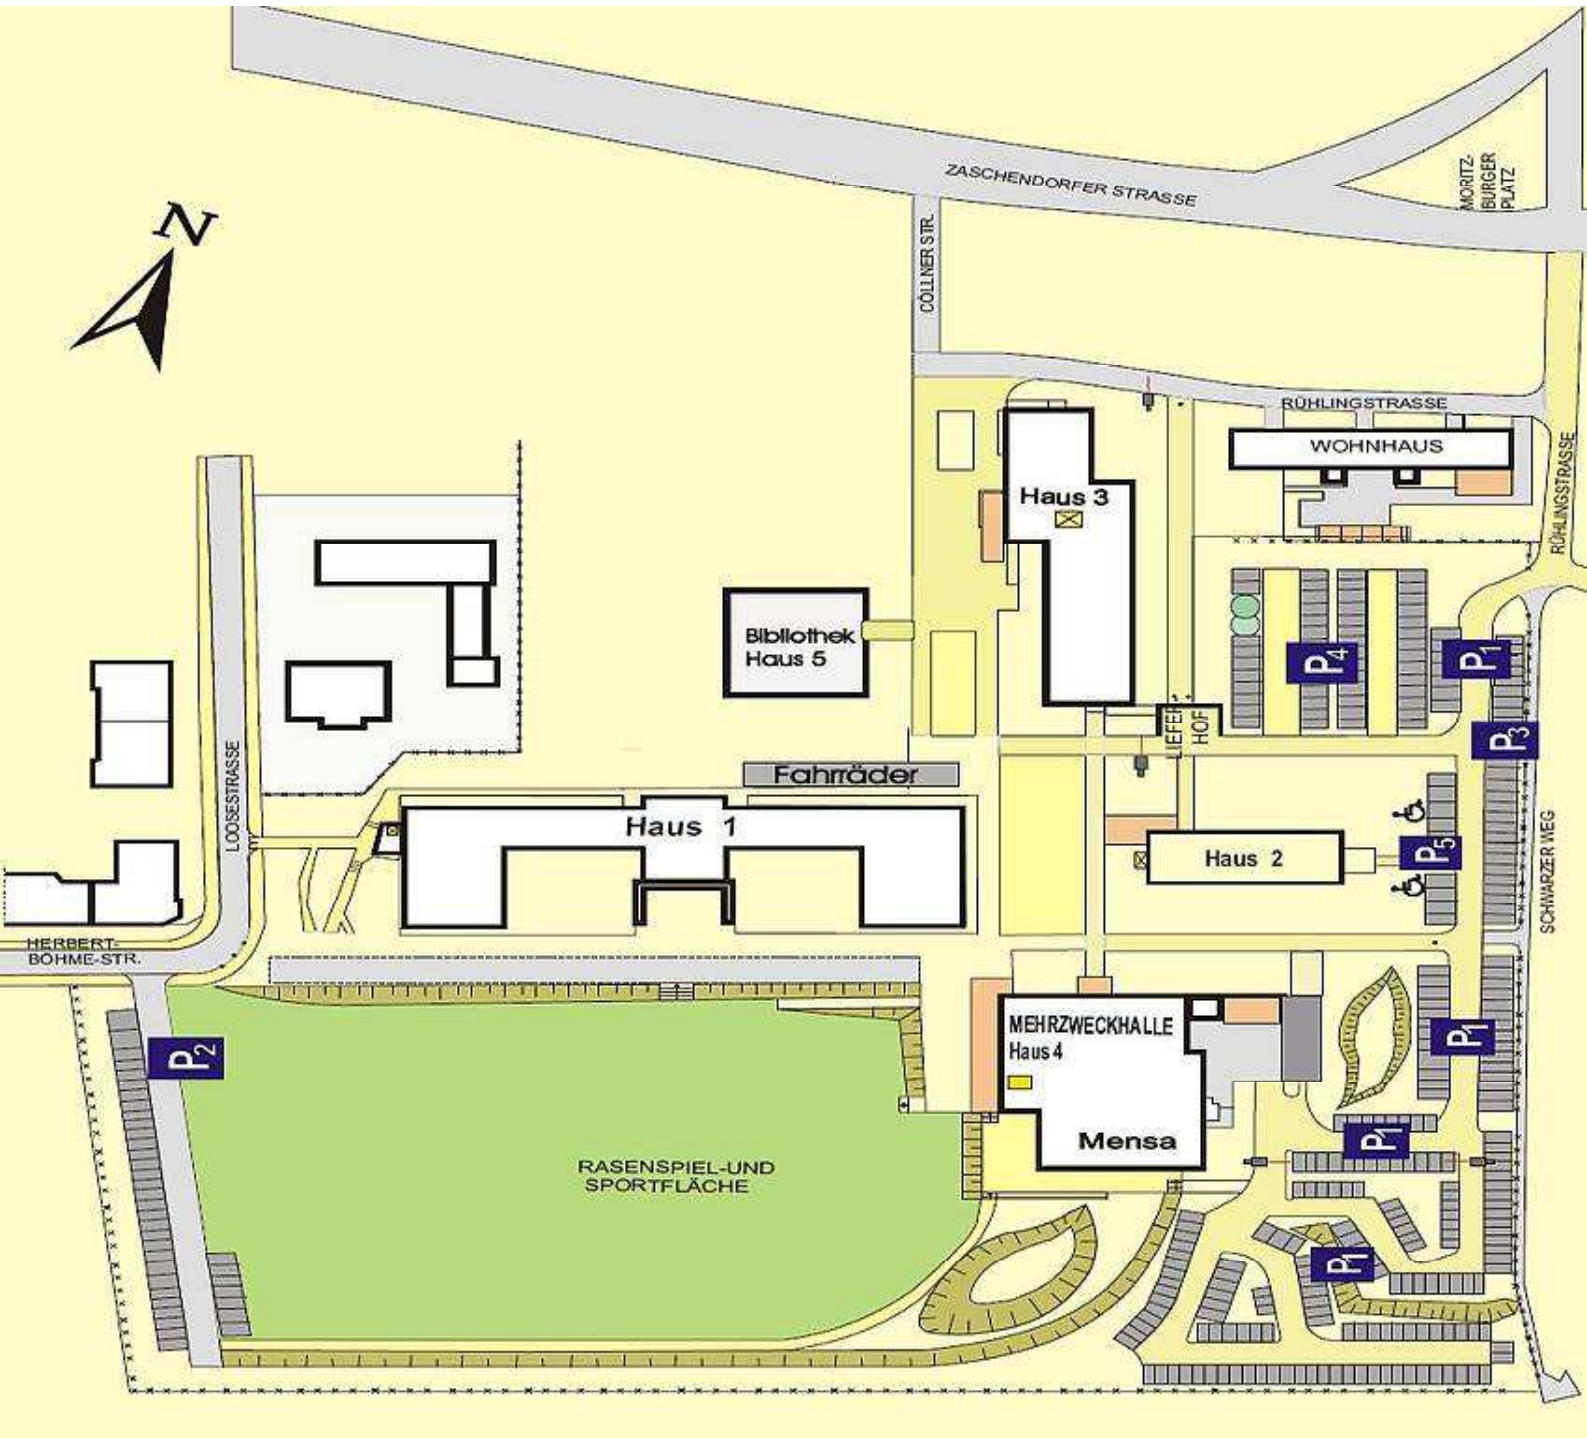 ZASCHENDORFER STRASSE
MORITZ-
BURGER
PLATZ
N
CÖLLNER STR.
RÜHLINGSTRASSE
WOHNHAUS
RÜHLINGSTRASSE
Haus 3
Bibliothek
Haus 5
P4
P1
LIEFER
HOF
P3
LOOSESTRASSE
Fahrräder
Haus 1
Haus 2
P5
SCHWARZER WEG
HERBERT-
BÖHME-STR.
P2
MEHRZWECKHALLE
Haus 4
P1
Mensa
P1
RASENSPIEL-UND
SPORTFLÄCHE
P1